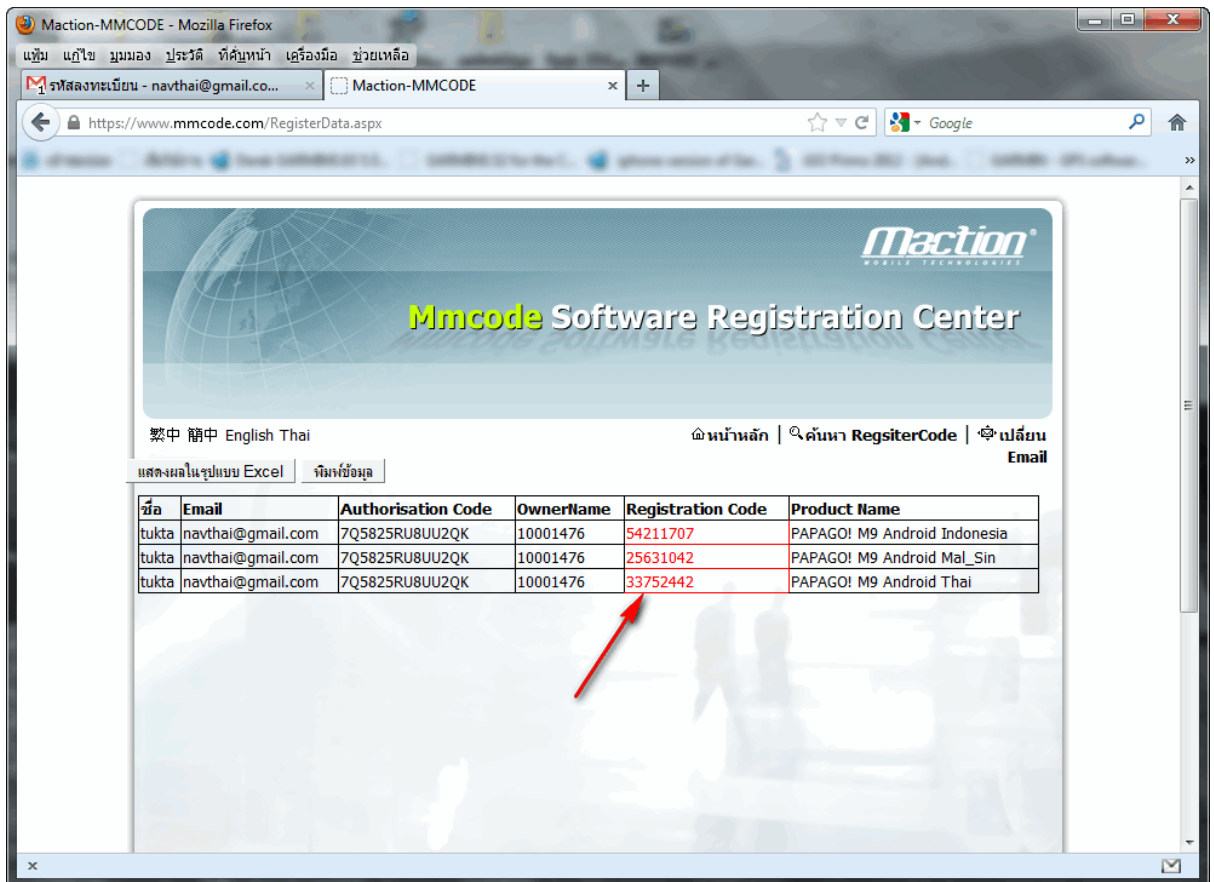 Maction-MMCODE - Mozilla Firefox
แฟ้ม แก้ไข มุมมอง ประวัติ ที่คั่นหน้า เครื่องมือ ช่วยเหลือ
รหัสลงทะเบียน - navthai@gmail.co... Maction-MMCODE
https://www.mmcode.com/RegisterData.aspx Google
Maction
MOBILE TECHNOLOGIES
Mmcode Software Registration Center
繁中 簡中 English Thai หน้าหลัก | ค้นหา RegsiterCode | เปลี่ยน
Email
แสดงผลในรูปแบบ Excel พิมพ์ข้อมูล
ชื่อ Email Authorisation Code OwnerName Registration Code Product Name
tukta navthai@gmail.com 7Q5825RU8UU2QK 10001476 54211707 PAPAGO! M9 Android Indonesia
tukta navthai@gmail.com 7Q5825RU8UU2QK 10001476 25631042 PAPAGO! M9 Android Mal_Sin
tukta navthai@gmail.com 7Q5825RU8UU2QK 10001476 33752442 PAPAGO! M9 Android Thai